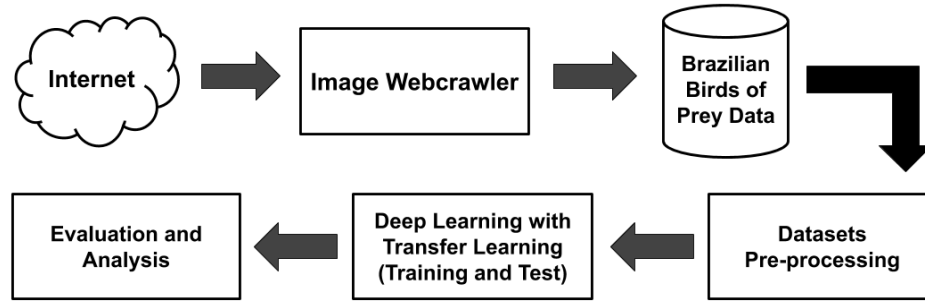 Internet
Image Webcrawler
Brazilian
Birds of
Prey Data
Datasets
Pre-processing
Deep Learning with
Transfer Learning
(Training and Test)
Evaluation and
Analysis